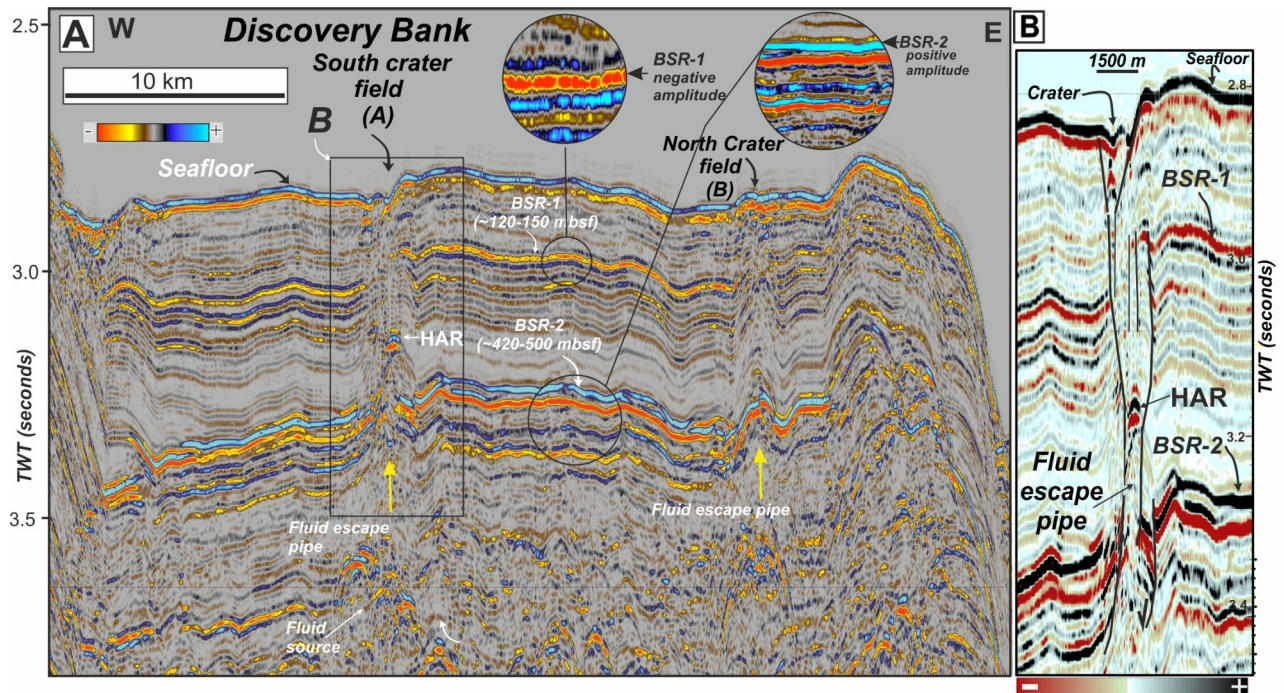 A
W
Discovery Bank
E
2.5
3.0
3.5
TWT (seconds)
10 km
-
+
South crater
field
(A)
B
Seafloor
BSR-1
negative
amplitude
BSR-2
positive
amplitude
North Crater
field
(B)
BSR-1
(~120-150 mbsf)
HAR
BSR-2
(~420-500 mbsf)
Fluid escape
pipe
Fluid escape pipe
Fluid
source
B
1500 m
Seafloor
2.8
Crater
BSR-1
3.0
TWT (seconds)
HAR
3.2
BSR-2
Fluid
escape
pipe
3.4
-
+